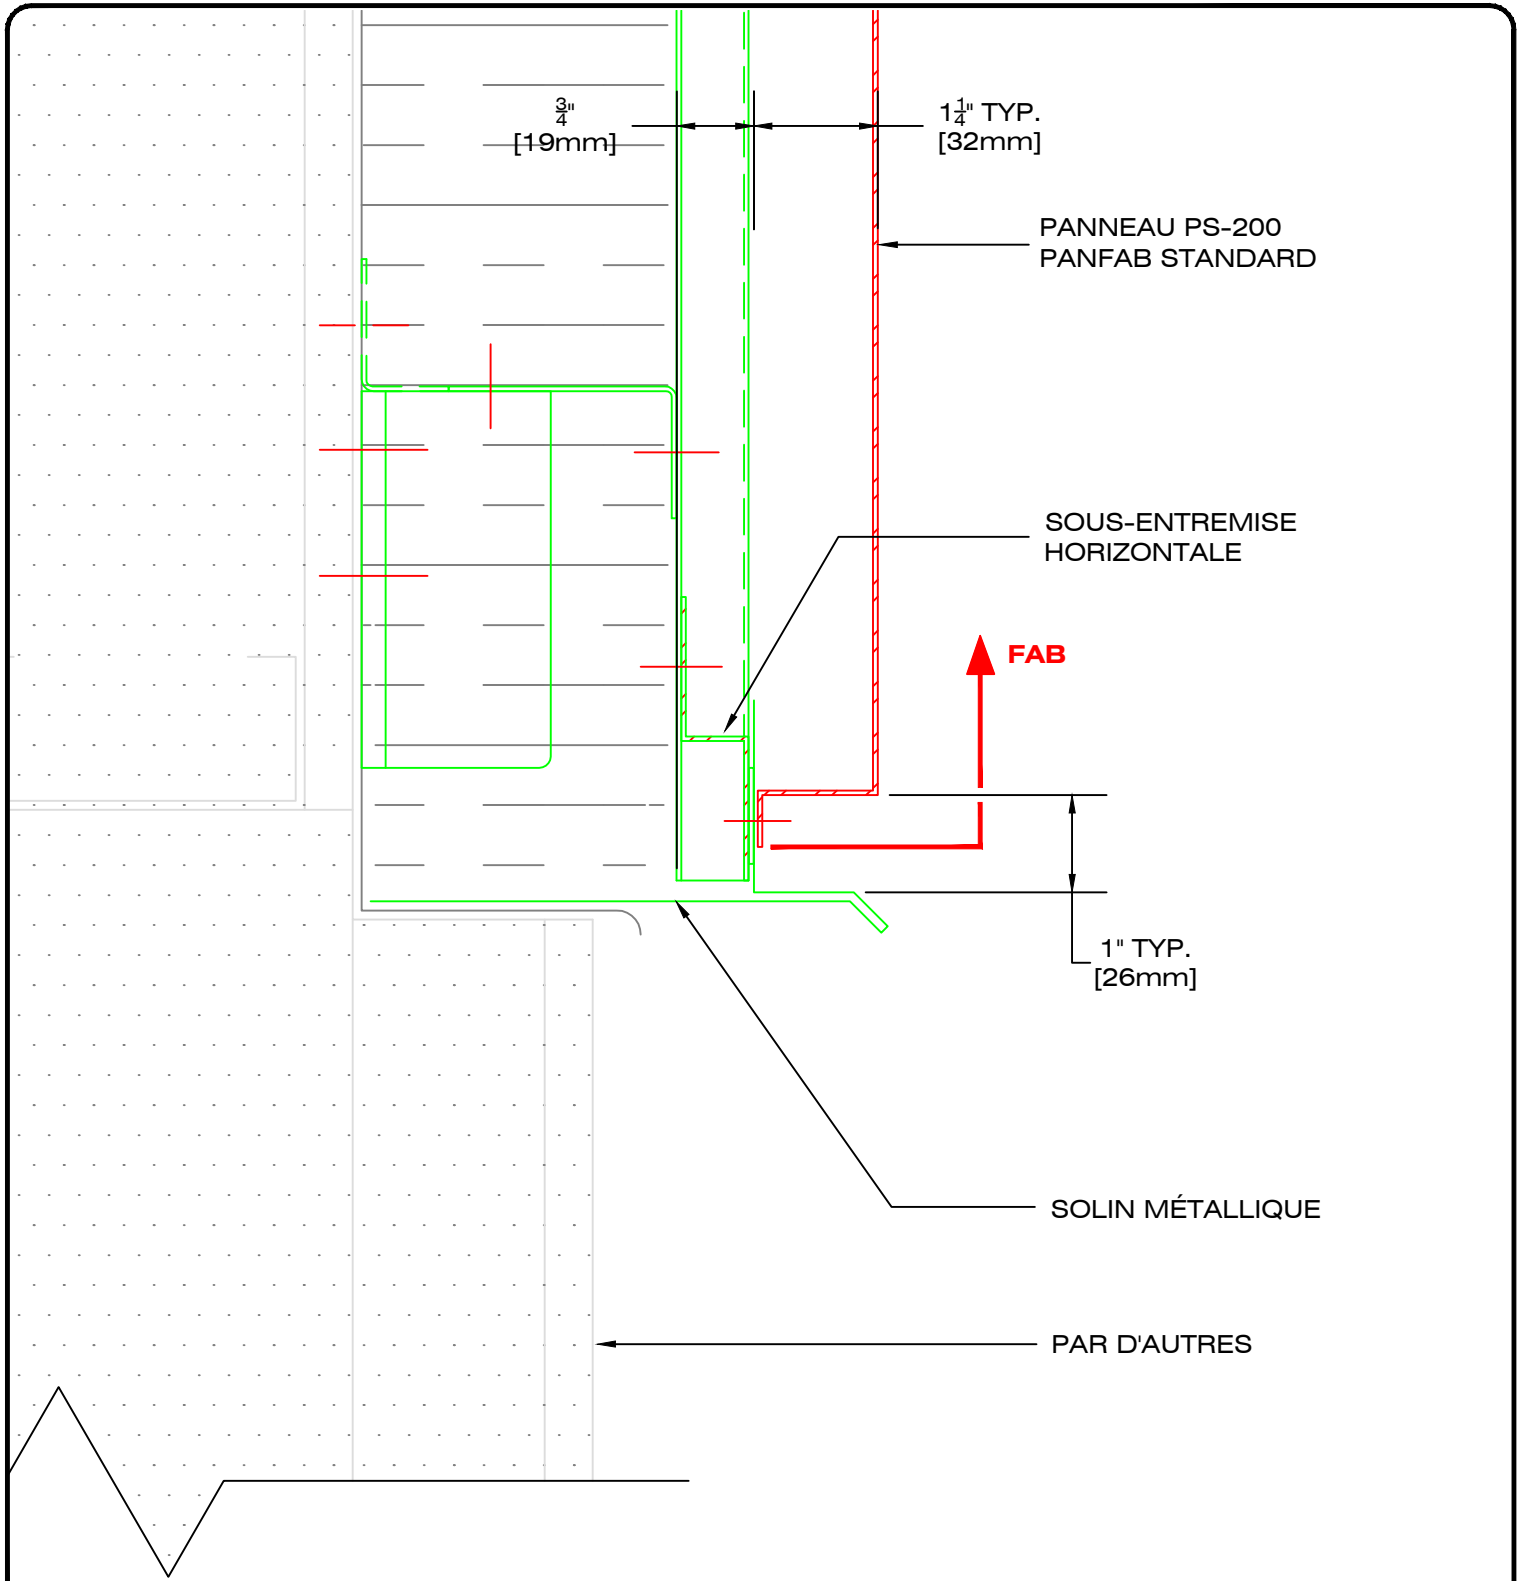 3/4"
[19mm]
1 1/4" TYP.
[32mm]
PANNEAU PS-200
PANFAB STANDARD
SOUS-ENTREMISE
HORIZONTALE
FAB
1" TYP.
[26mm]
SOLIN MÉTALLIQUE
PAR D'AUTRES